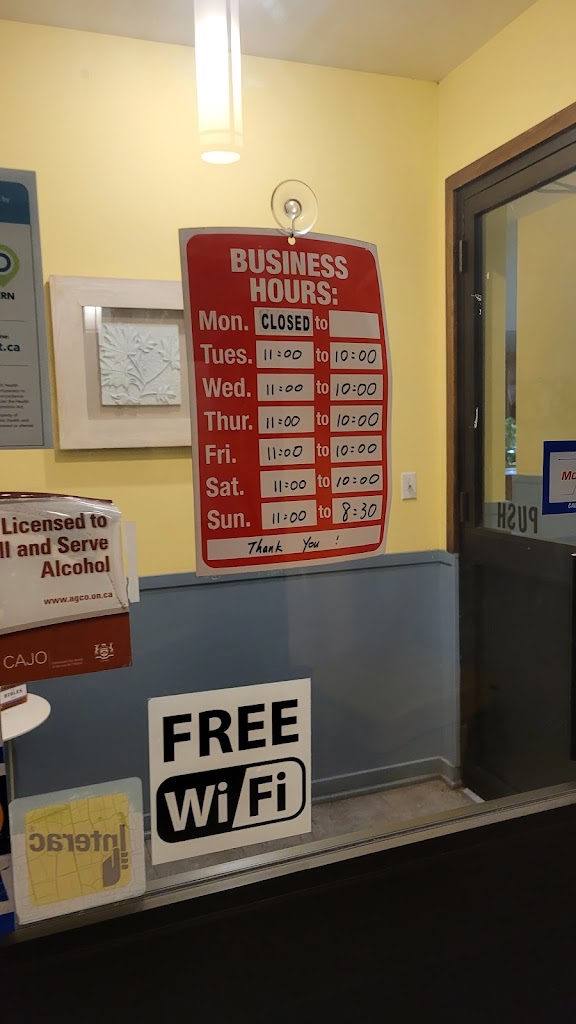 BUSINESS
HOURS:
Mon. CLOSED to
Tues. 11:00 to 10:00
Wed. 11:00 to 10:00
Thur. 11:00 to 10:00
Fri. 11:00 to 10:00
Sat. 11:00 to 10:00
Sun. 11:00 to 8:30
Thank You !
Licensed to
ll and Serve
Alcohol
www.agco.on.ca
CAJO
FREE
WiFi
Interac
PUSH
ERN
t.ca